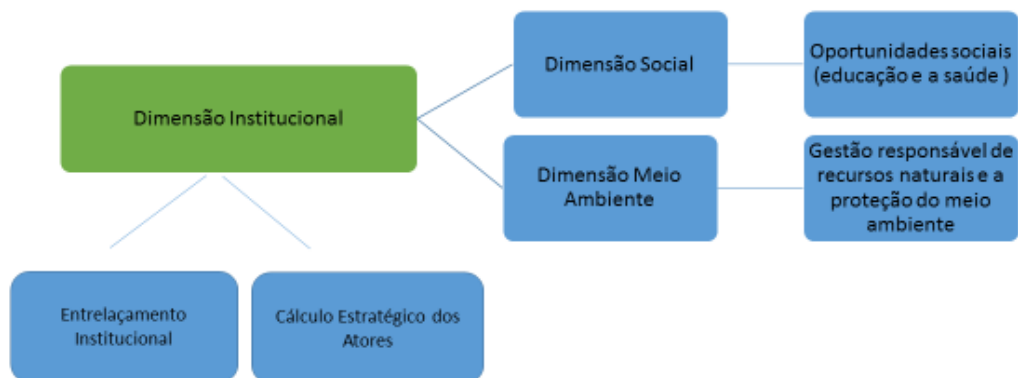 Dimensão Institucional
Dimensão Social
Oportunidades sociais
(educação e a saúde )
Dimensão Meio
Ambiente
Gestão responsável de
recursos naturais e a
proteção do meio
ambiente
Entrelaçamento
Institucional
Cálculo Estratégico dos
Atores